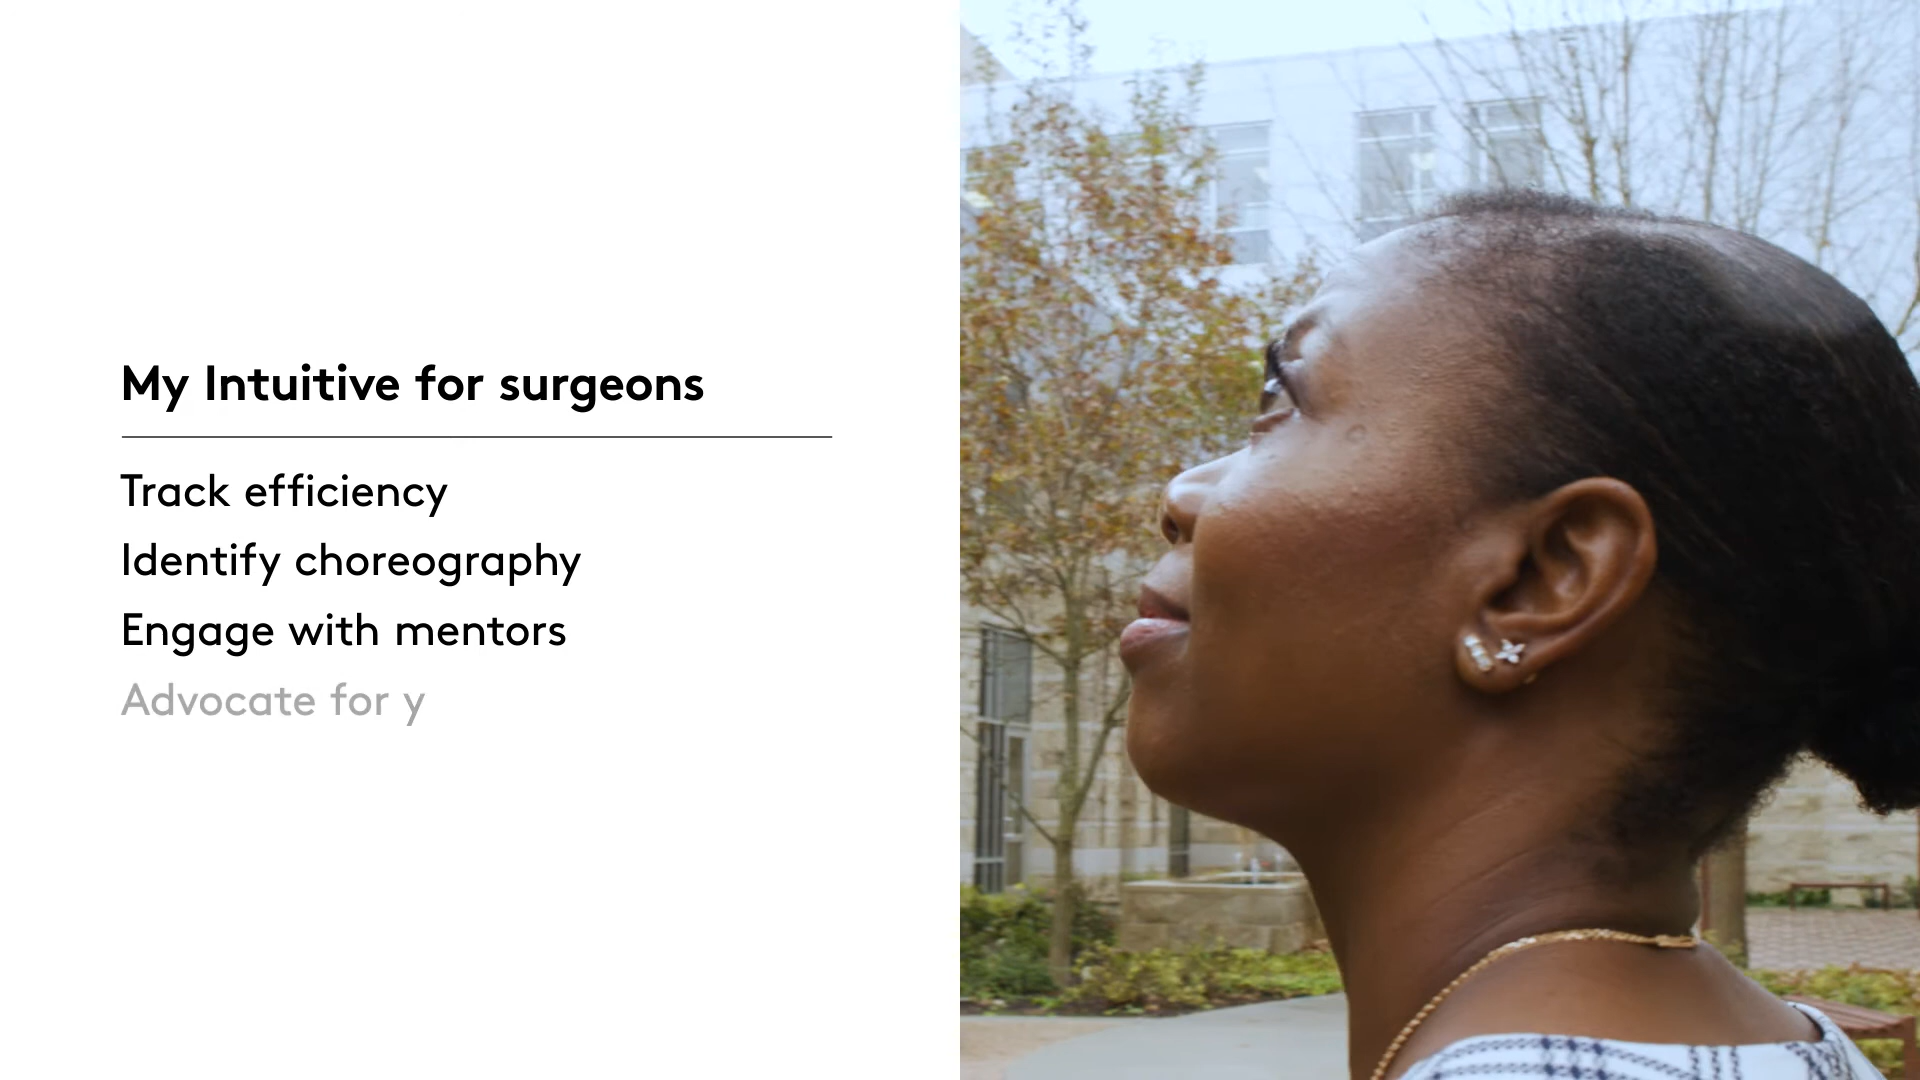 My Intuitive for surgeons
Track efficiency
Identify choreography
Engage with mentors
Advocate for y